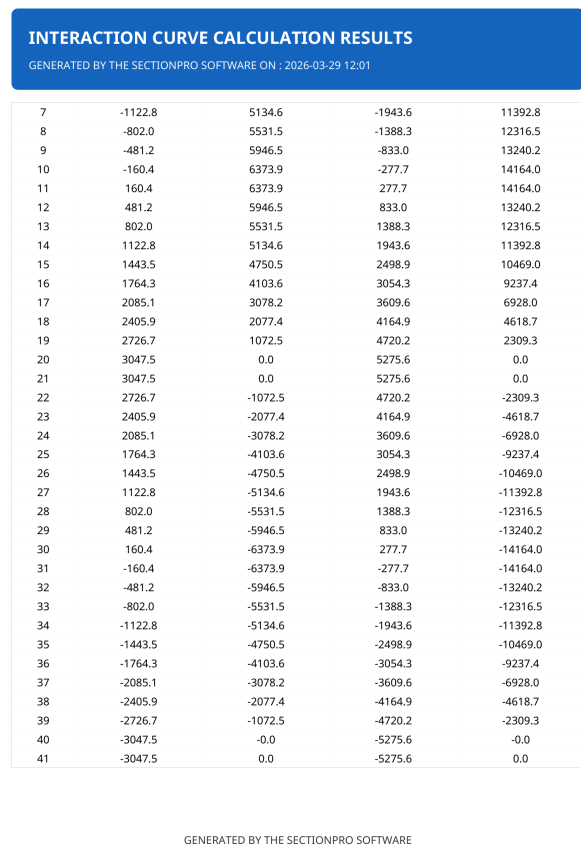 INTERACTION CURVE CALCULATION RESULTS
GENERATED BY THE SECTIONPRO SOFTWARE ON : 2026-03-29 12:01
7 -1122.8 5134.6 -1943.6 11392.8
8 -802.0 5531.5 -1388.3 12316.5
9 -481.2 5946.5 -833.0 13240.2
10 -160.4 6373.9 -277.7 14164.0
11 160.4 6373.9 277.7 14164.0
12 481.2 5946.5 833.0 13240.2
13 802.0 5531.5 1388.3 12316.5
14 1122.8 5134.6 1943.6 11392.8
15 1443.5 4750.5 2498.9 10469.0
16 1764.3 4103.6 3054.3 9237.4
17 2085.1 3078.2 3609.6 6928.0
18 2405.9 2077.4 4164.9 4618.7
19 2726.7 1072.5 4720.2 2309.3
20 3047.5 0.0 5275.6 0.0
21 3047.5 0.0 5275.6 0.0
22 2726.7 -1072.5 4720.2 -2309.3
23 2405.9 -2077.4 4164.9 -4618.7
24 2085.1 -3078.2 3609.6 -6928.0
25 1764.3 -4103.6 3054.3 -9237.4
26 1443.5 -4750.5 2498.9 -10469.0
27 1122.8 -5134.6 1943.6 -11392.8
28 802.0 -5531.5 1388.3 -12316.5
29 481.2 -5946.5 833.0 -13240.2
30 160.4 -6373.9 277.7 -14164.0
31 -160.4 -6373.9 -277.7 -14164.0
32 -481.2 -5946.5 -833.0 -13240.2
33 -802.0 -5531.5 -1388.3 -12316.5
34 -1122.8 -5134.6 -1943.6 -11392.8
35 -1443.5 -4750.5 -2498.9 -10469.0
36 -1764.3 -4103.6 -3054.3 -9237.4
37 -2085.1 -3078.2 -3609.6 -6928.0
38 -2405.9 -2077.4 -4164.9 -4618.7
39 -2726.7 -1072.5 -4720.2 -2309.3
40 -3047.5 -0.0 -5275.6 -0.0
41 -3047.5 0.0 -5275.6 0.0
GENERATED BY THE SECTIONPRO SOFTWARE